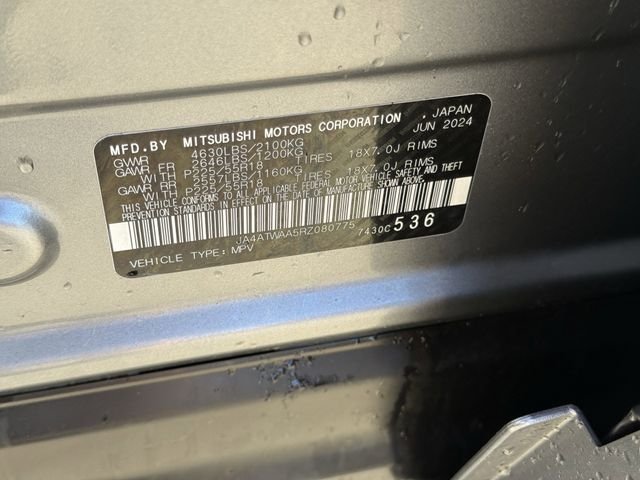 MFD.BY MITSUBISHI MOTORS CORPORATION , JAPAN
GVWR 4630LBS/2100KG JUN 2024
GAWR FR 2646LBS/1200KG
WITH P225/55R18 TIRES 18X7.0J RIMS
GAWR RR 2558LBS/1160KG
WITH P225/55R18 TIRES 18X7.0J RIMS
THIS VEHICLE CONFORMS TO ALL APPLICABLE FEDERAL MOTOR VEHICLE SAFETY AND THEFT
PREVENTION STANDARDS IN EFFECT ON THE DATE OF MANUFACTURE SHOWN ABOVE.
JA4ATWAA5RZ080775 7430C 536
VEHICLE TYPE: MPV